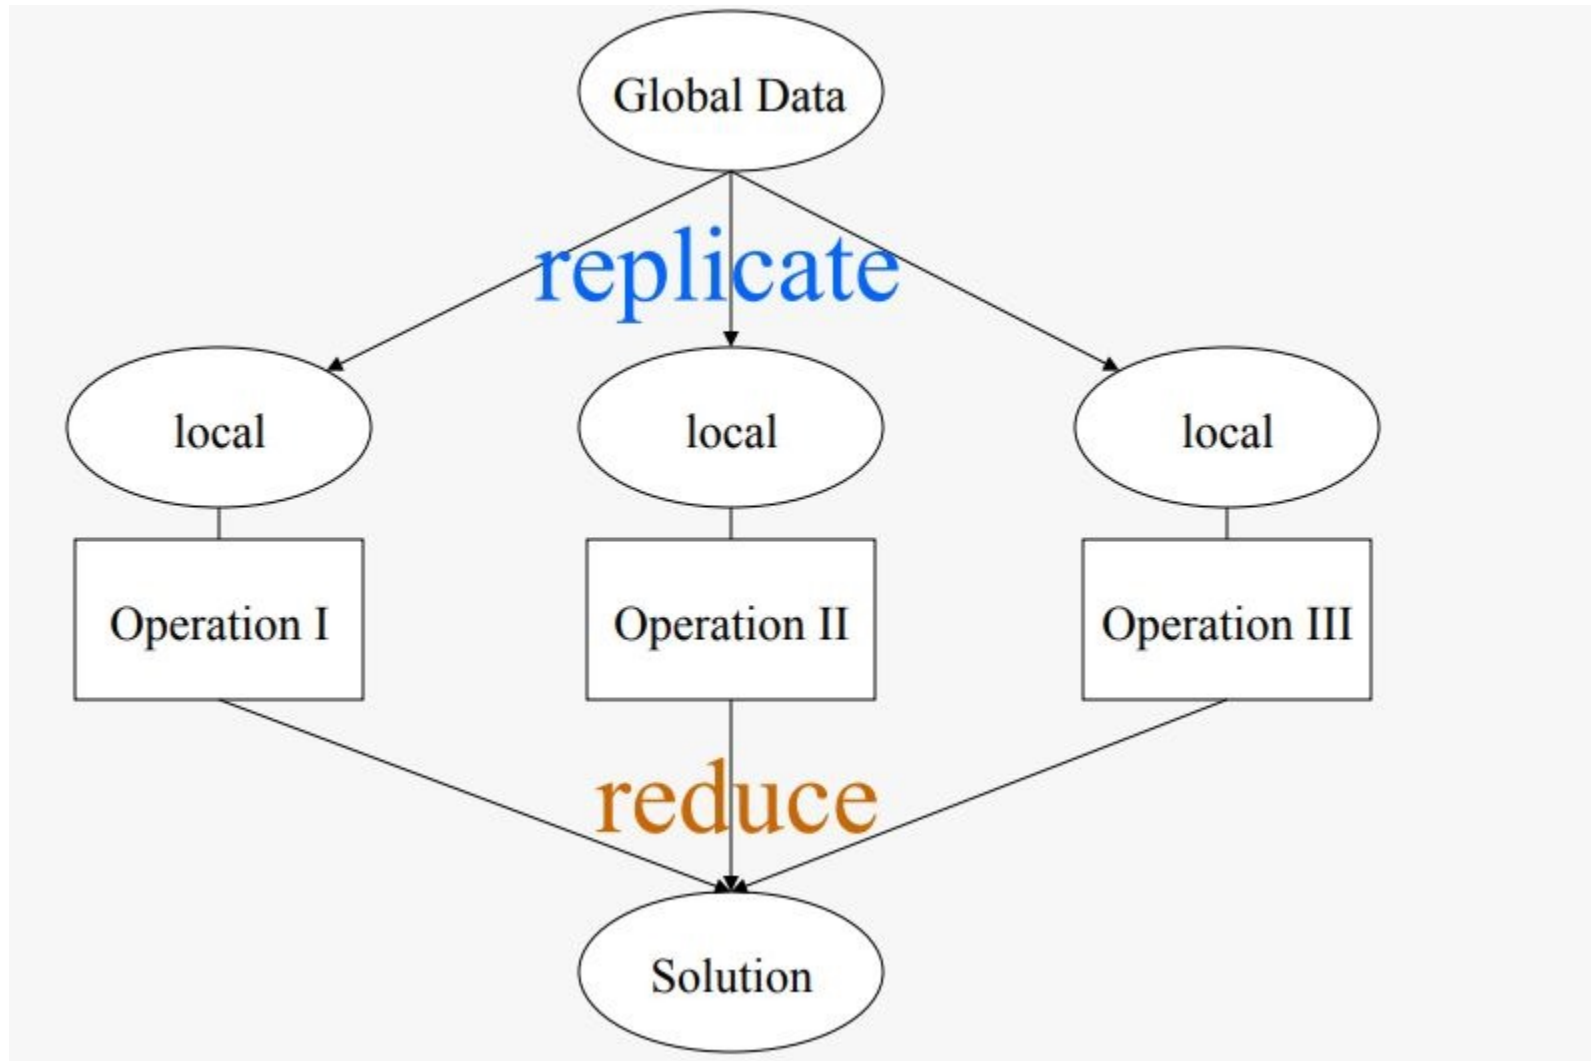 Global Data
replicate
local
local
local
Operation I
Operation II
Operation III
reduce
Solution